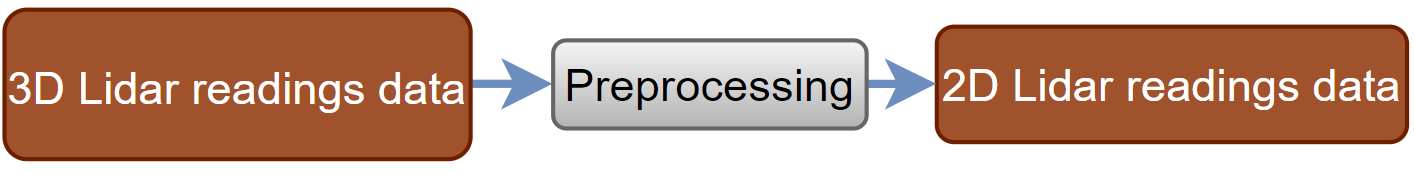 3D Lidar readings data
Preprocessing
2D Lidar readings data